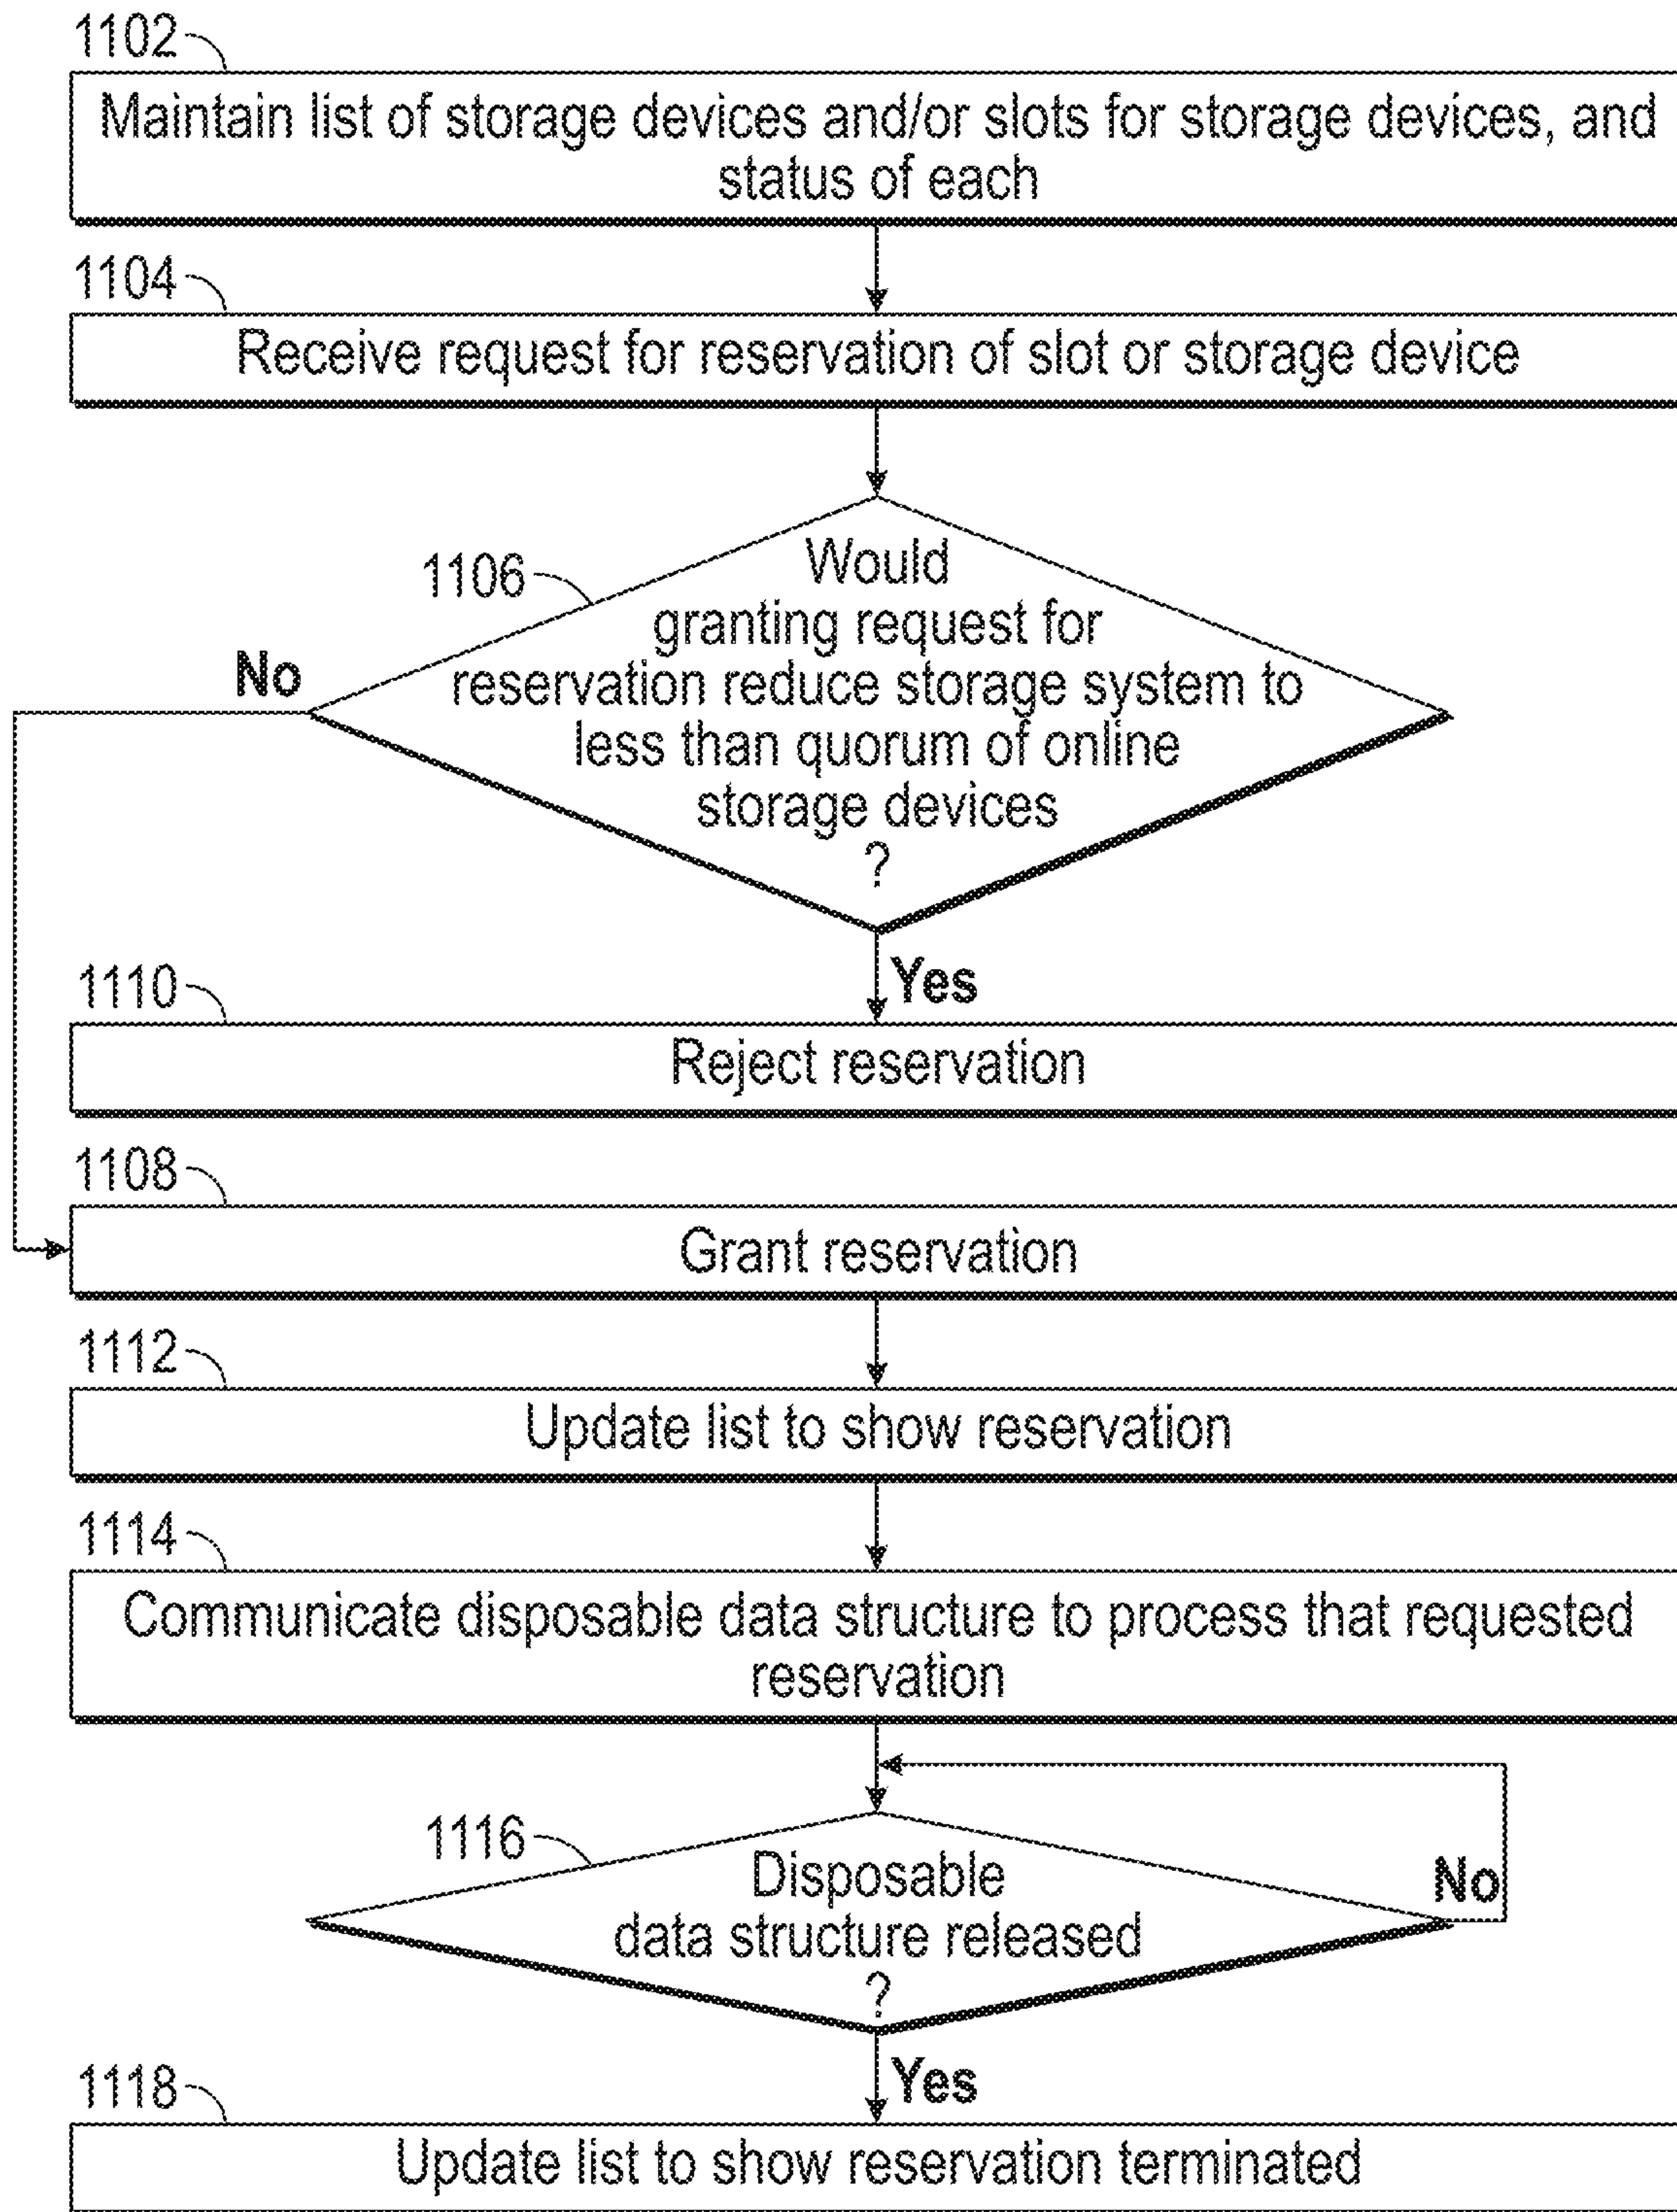 1102
Maintain list of storage devices and/or slots for storage devices, and
status of each
1104
Receive request for reservation of slot or storage device
1106
Would
granting request for
reservation reduce storage system to
less than quorum of online
storage devices
?
No
Yes
1110
Reject reservation
1108
Grant reservation
1112
Update list to show reservation
1114
Communicate disposable data structure to process that requested
reservation
1116
Disposable
data structure released
?
No
Yes
1118
Update list to show reservation terminated